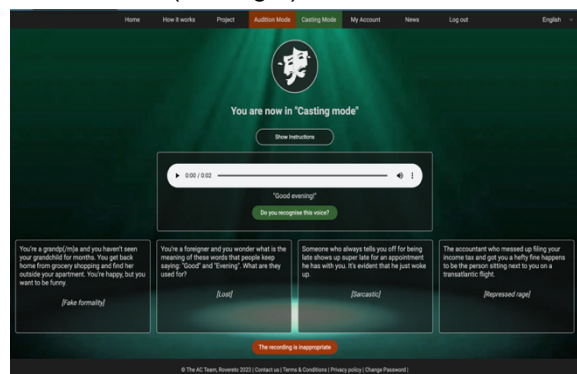 Home How it works Project Audition Mode Casting Mode My Account News Log out English
You are now in "Casting mode"
Show Instructions
0:00 / 0:02
"Good evening!"
Do you recognise this voice?
You're a grandp(/m)a and you haven't seen
your grandchild for months. You get back
home from grocery shopping and find her
outside your apartment. You're happy, but you
want to be funny.
[Fake formality]
You're a foreigner and you wonder what is the
meaning of these words that people keep
saying: "Good" and "Evening". What are they
used for?
[Lost]
Someone who always tells you off for being
late shows up super late for an appointment
he has with you. It's evident that he just woke
up.
[Sarcastic]
The accountant who messed up filing your
income tax and got you a hefty fine happens
to be the person sitting next to you on a
transatlantic flight.
[Repressed rage]
The recording is inappropriate
© The AC Team, Rovereto 2023 | Contact us | Terms & Conditions | Privacy policy | Change Password |